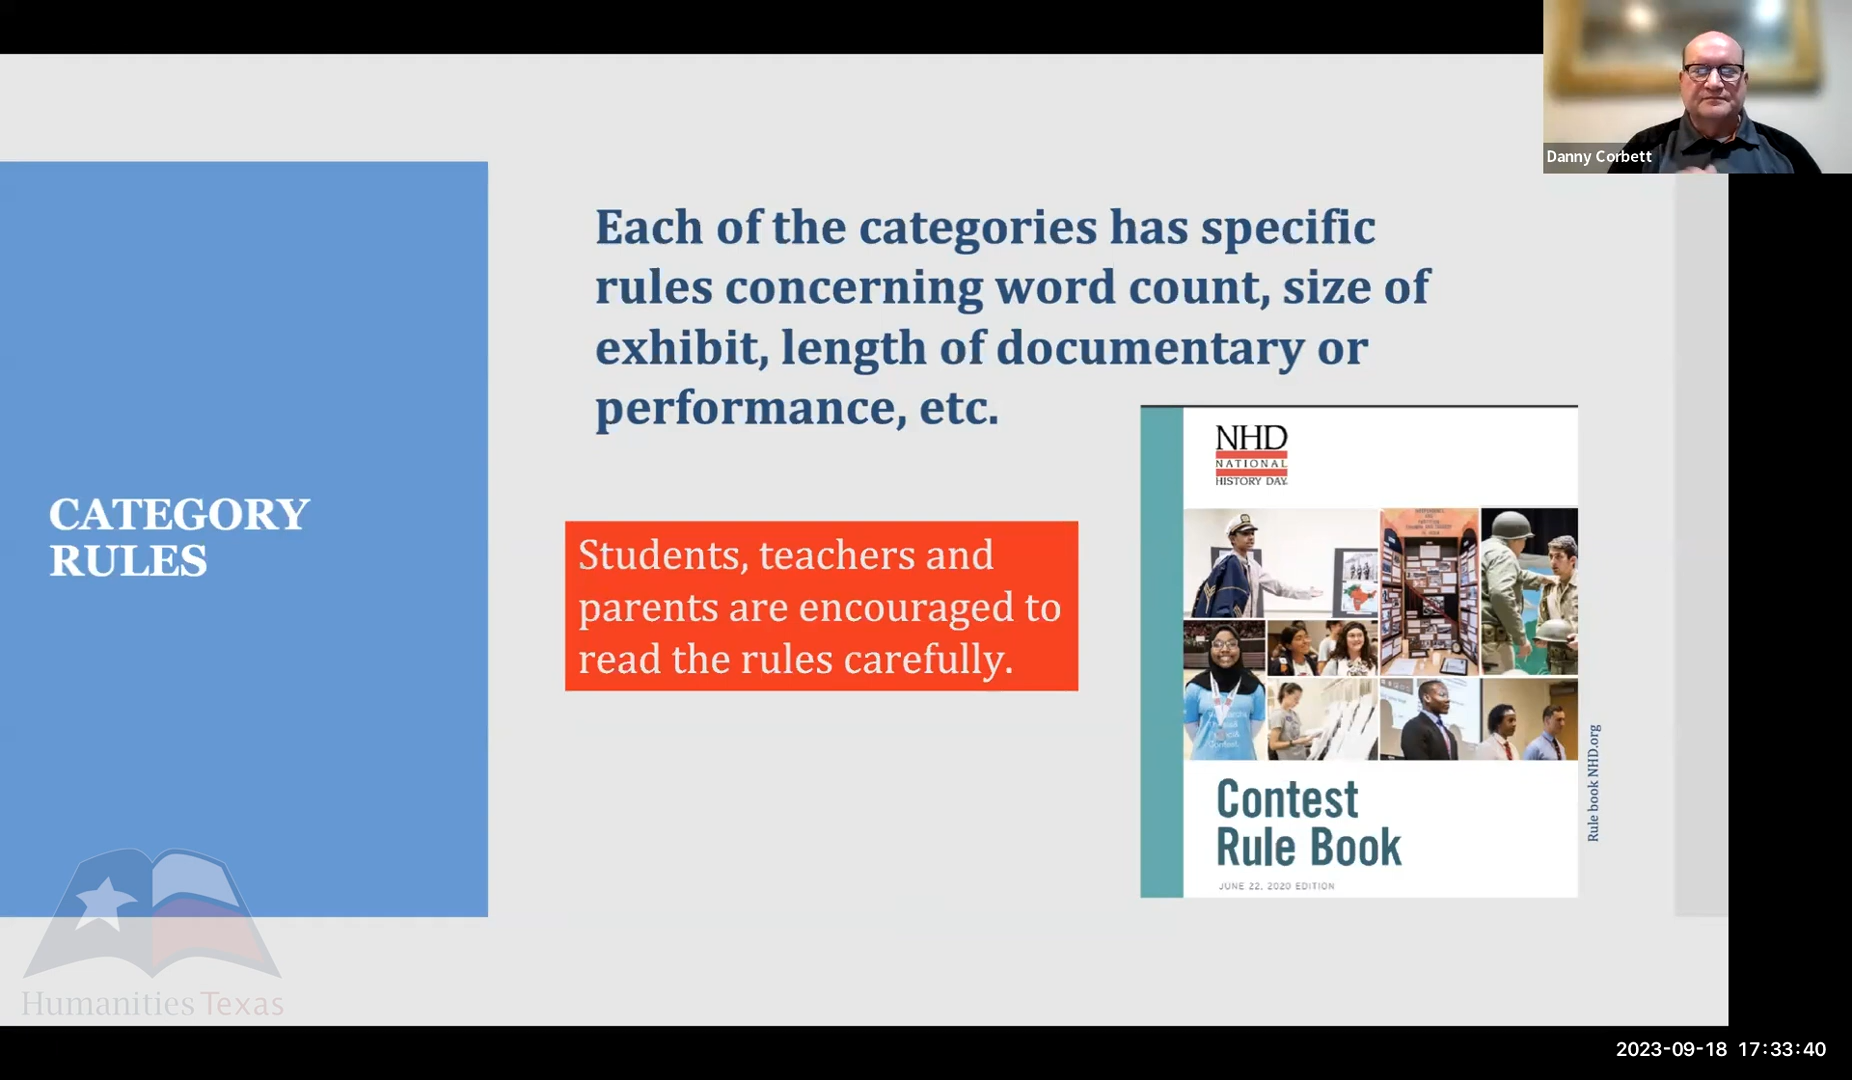 Danny Corbett
Each of the categories has specific
rules concerning word count, size of
exhibit, length of documentary or
performance, etc.
CATEGORY
RULES
Students, teachers and
parents are encouraged to
read the rules carefully.
NHD
NATIONAL
HISTORY DAY
Contest
Rule Book
JUNE 22, 2020 EDITION
Rule book NHD.org
Humanities Texas
2023-09-18 17:33:40